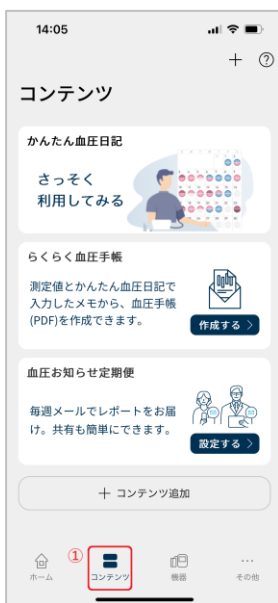 14:05
コンテンツ
かんたん血圧日記
さっそく
利用してみる
らくらく血圧手帳
測定値とかんたん血圧日記で
入力したメモから、血圧手帳
(PDF)を作成できます。
作成する
血圧お知らせ定期便
毎週メールでレポートをお届
け。共有も簡単にできます。
設定する
+ コンテンツ追加
①
ホーム
コンテンツ
機器
その他